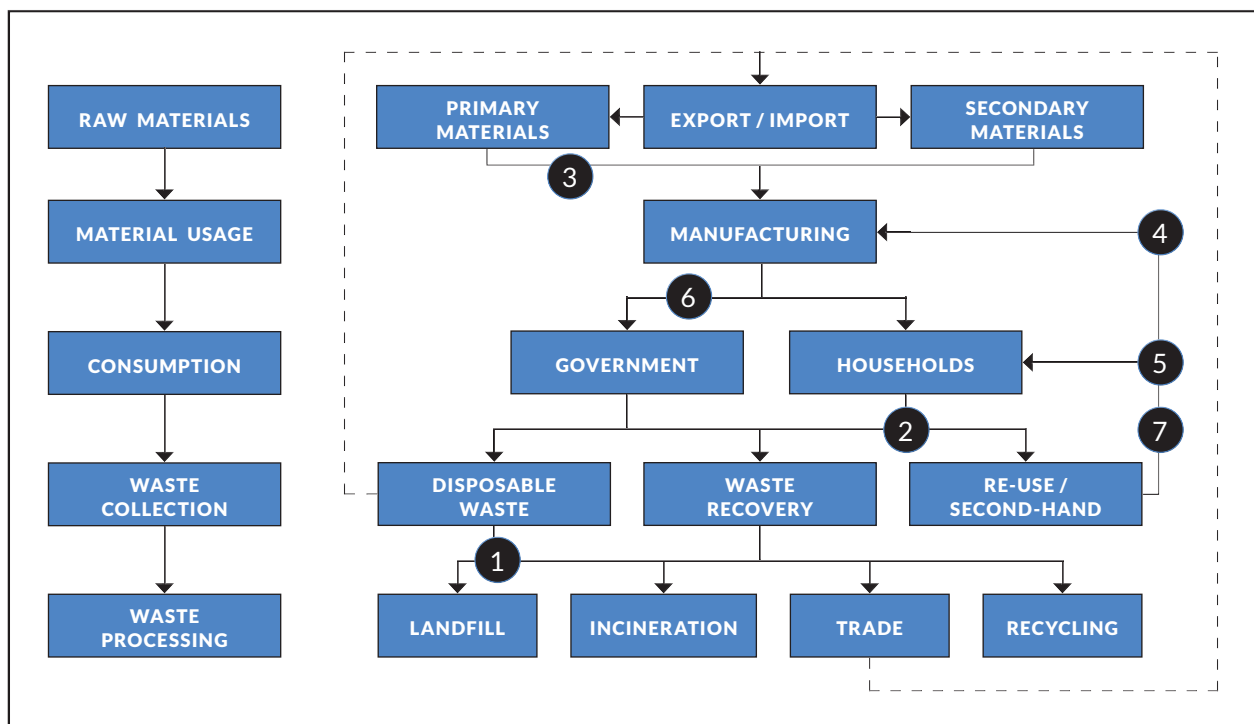 RAW MATERIALS
PRIMARY
MATERIALS
EXPORT / IMPORT
SECONDARY
MATERIALS
3
MATERIAL USAGE
MANUFACTURING
4
6
CONSUMPTION
GOVERNMENT
HOUSEHOLDS
5
2
7
WASTE
COLLECTION
DISPOSABLE
WASTE
WASTE
RECOVERY
RE-USE /
SECOND-HAND
1
WASTE
PROCESSING
LANDFILL
INCINERATION
TRADE
RECYCLING